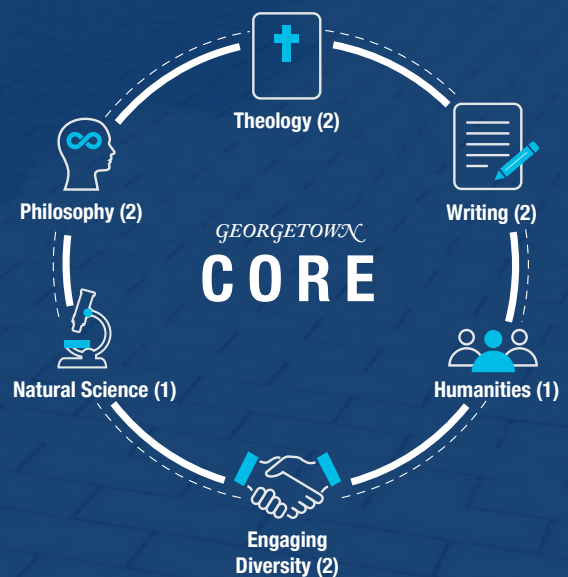 Theology (2)
Philosophy (2)
Writing (2)
GEORGETOWN
CORE
Natural Science (1)
Humanities (1)
Engaging
Diversity (2)